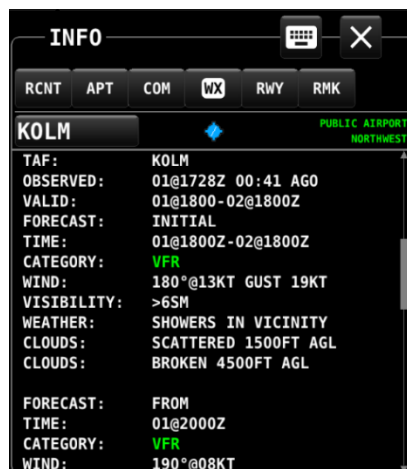 INFO
RCNT APT COM WX RWY RMK
KOLM
PUBLIC AIRPORT
NORTHWEST
TAF: KOLM
OBSERVED: 01@1728Z 00:41 AGO
VALID: 01@1800-02@1800Z
FORECAST: INITIAL
TIME: 01@1800Z-02@1800Z
CATEGORY: VFR
WIND: 180°@13KT GUST 19KT
VISIBILITY: >6SM
WEATHER: SHOWERS IN VICINITY
CLOUDS: SCATTERED 1500FT AGL
CLOUDS: BROKEN 4500FT AGL
FORECAST: FROM
TIME: 01@2000Z
CATEGORY: VFR
WIND: 190°@08KT